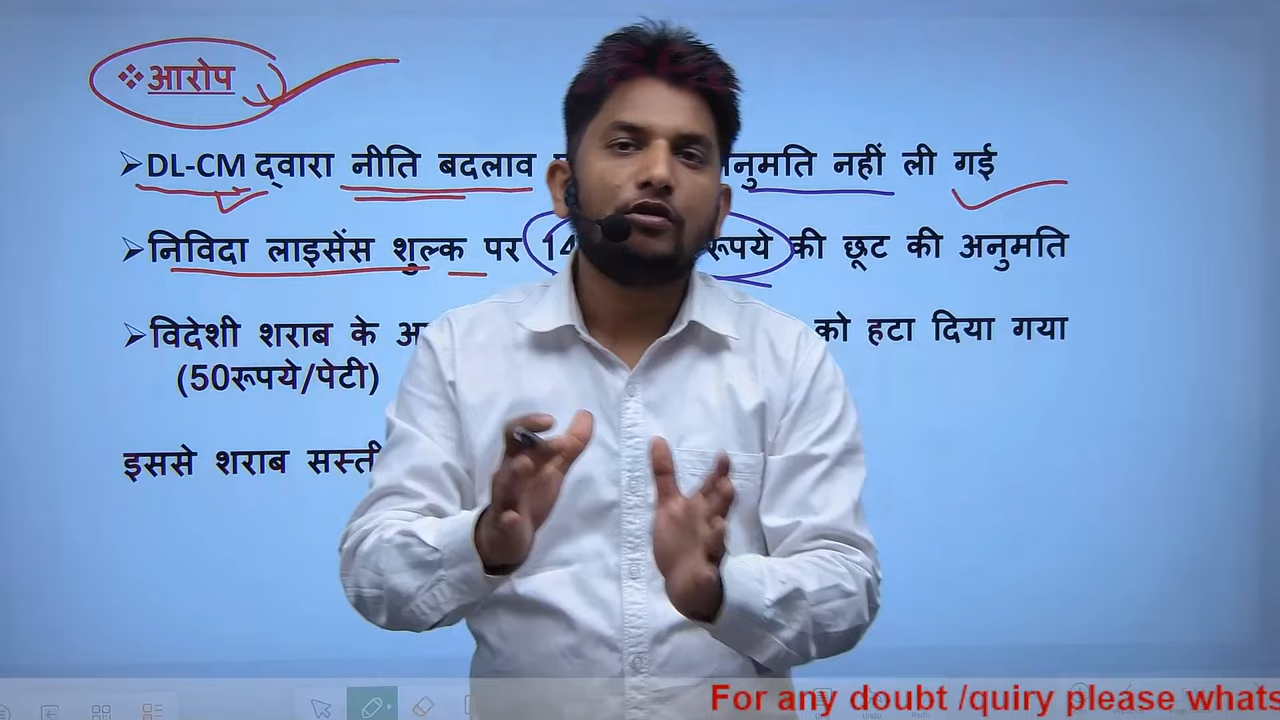 ❖आरोप
➢DL-CM द्वारा नीति बदलाव अनुमति नहीं ली गई
➢निविदा लाइसेंस शुल्क पर 14 रूपये की छूट की अनुमति
➢विदेशी शराब के को हटा दिया गया
(50रूपये/पेटी)
इससे शराब सस्ती
For any doubt /quiry please whats